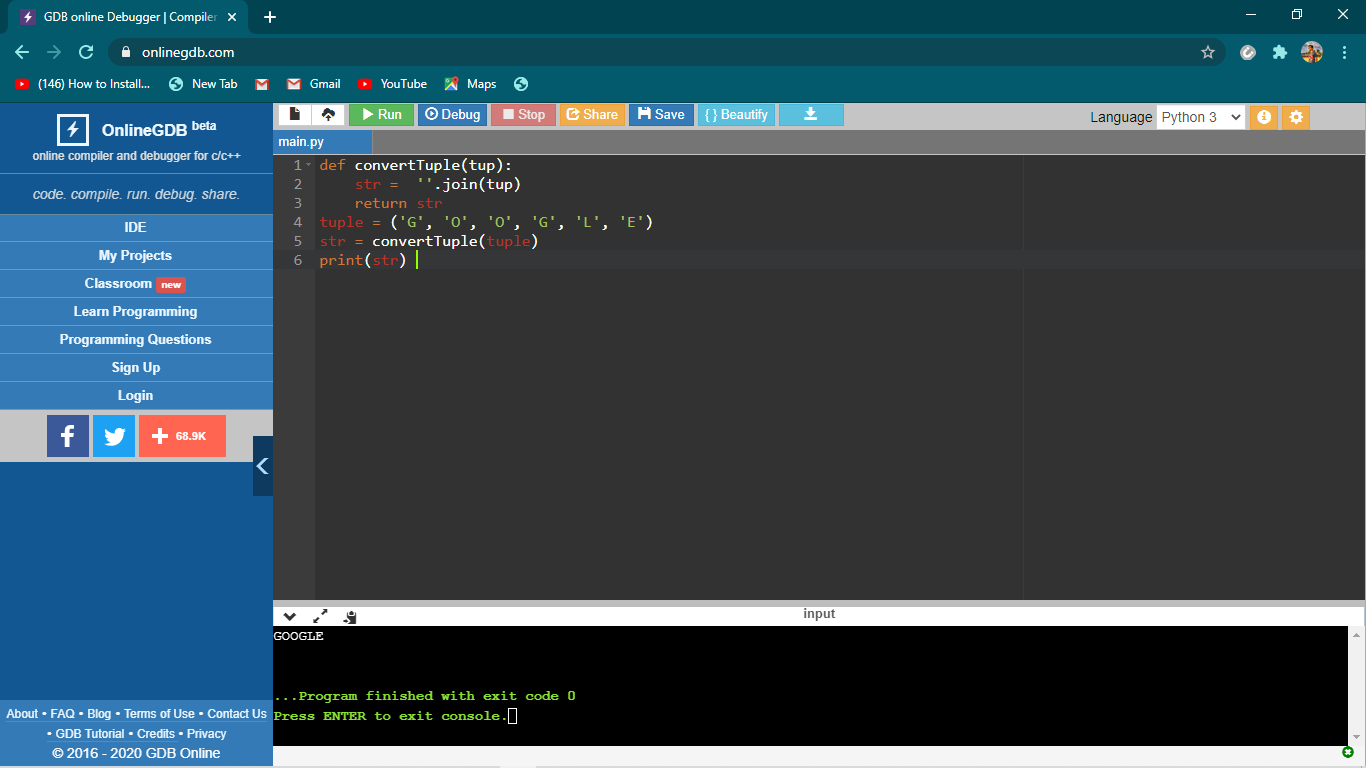 GDB online Debugger | Compiler
onlinegdb.com
(146) How to Install... New Tab Gmail YouTube Maps
OnlineGDB beta
online compiler and debugger for c/c++
code. compile. run. debug. share.
IDE
My Projects
Classroom new
Learn Programming
Programming Questions
Sign Up
Login
f 68.9K
About • FAQ • Blog • Terms of Use • Contact Us
• GDB Tutorial • Credits • Privacy
© 2016 - 2020 GDB Online
Run Debug Stop Share Save { } Beautify Language Python 3
main.py
1 def convertTuple(tup):
2     str =  ''.join(tup)
3     return str
4 tuple = ('G', 'O', 'O', 'G', 'L', 'E')
5 str = convertTuple(tuple)
6 print(str)
input
GOOGLE
...Program finished with exit code 0
Press ENTER to exit console.